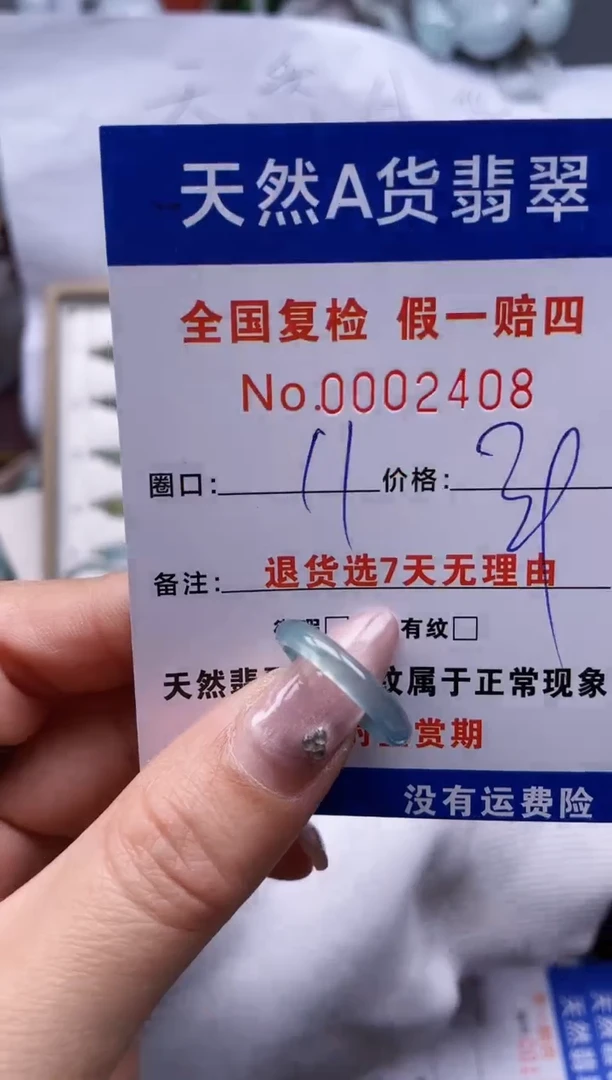 天然A货翡翠
全国复检 假一赔四
No.0002408
圈口: 11 价格:
备注: 退货选7天无理由
有纹□
天然翡 纹属于正常现象
赏期
没有运费险